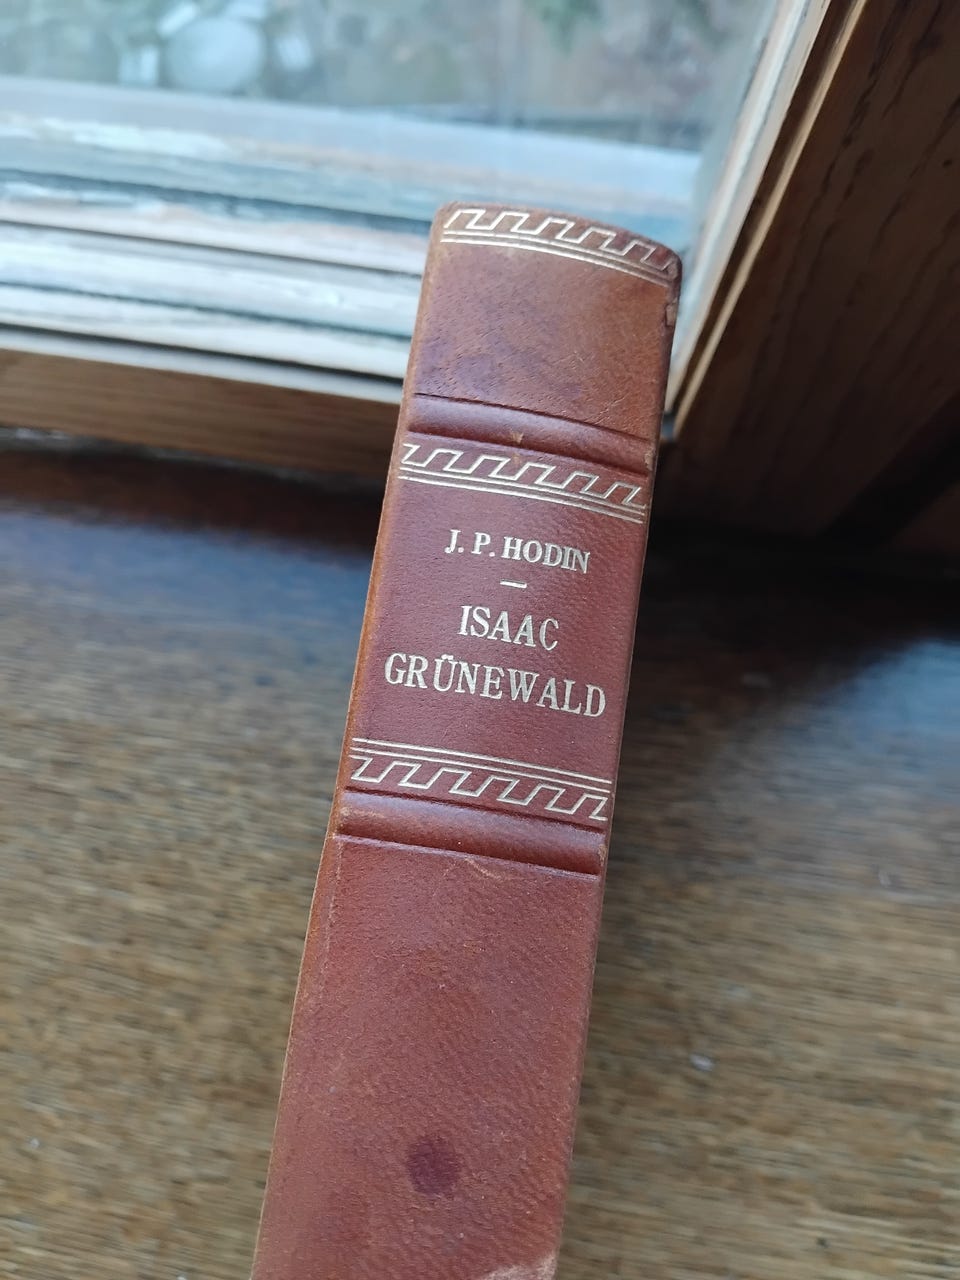 J. P. HODIN
—
ISAAC
GRÜNEWALD